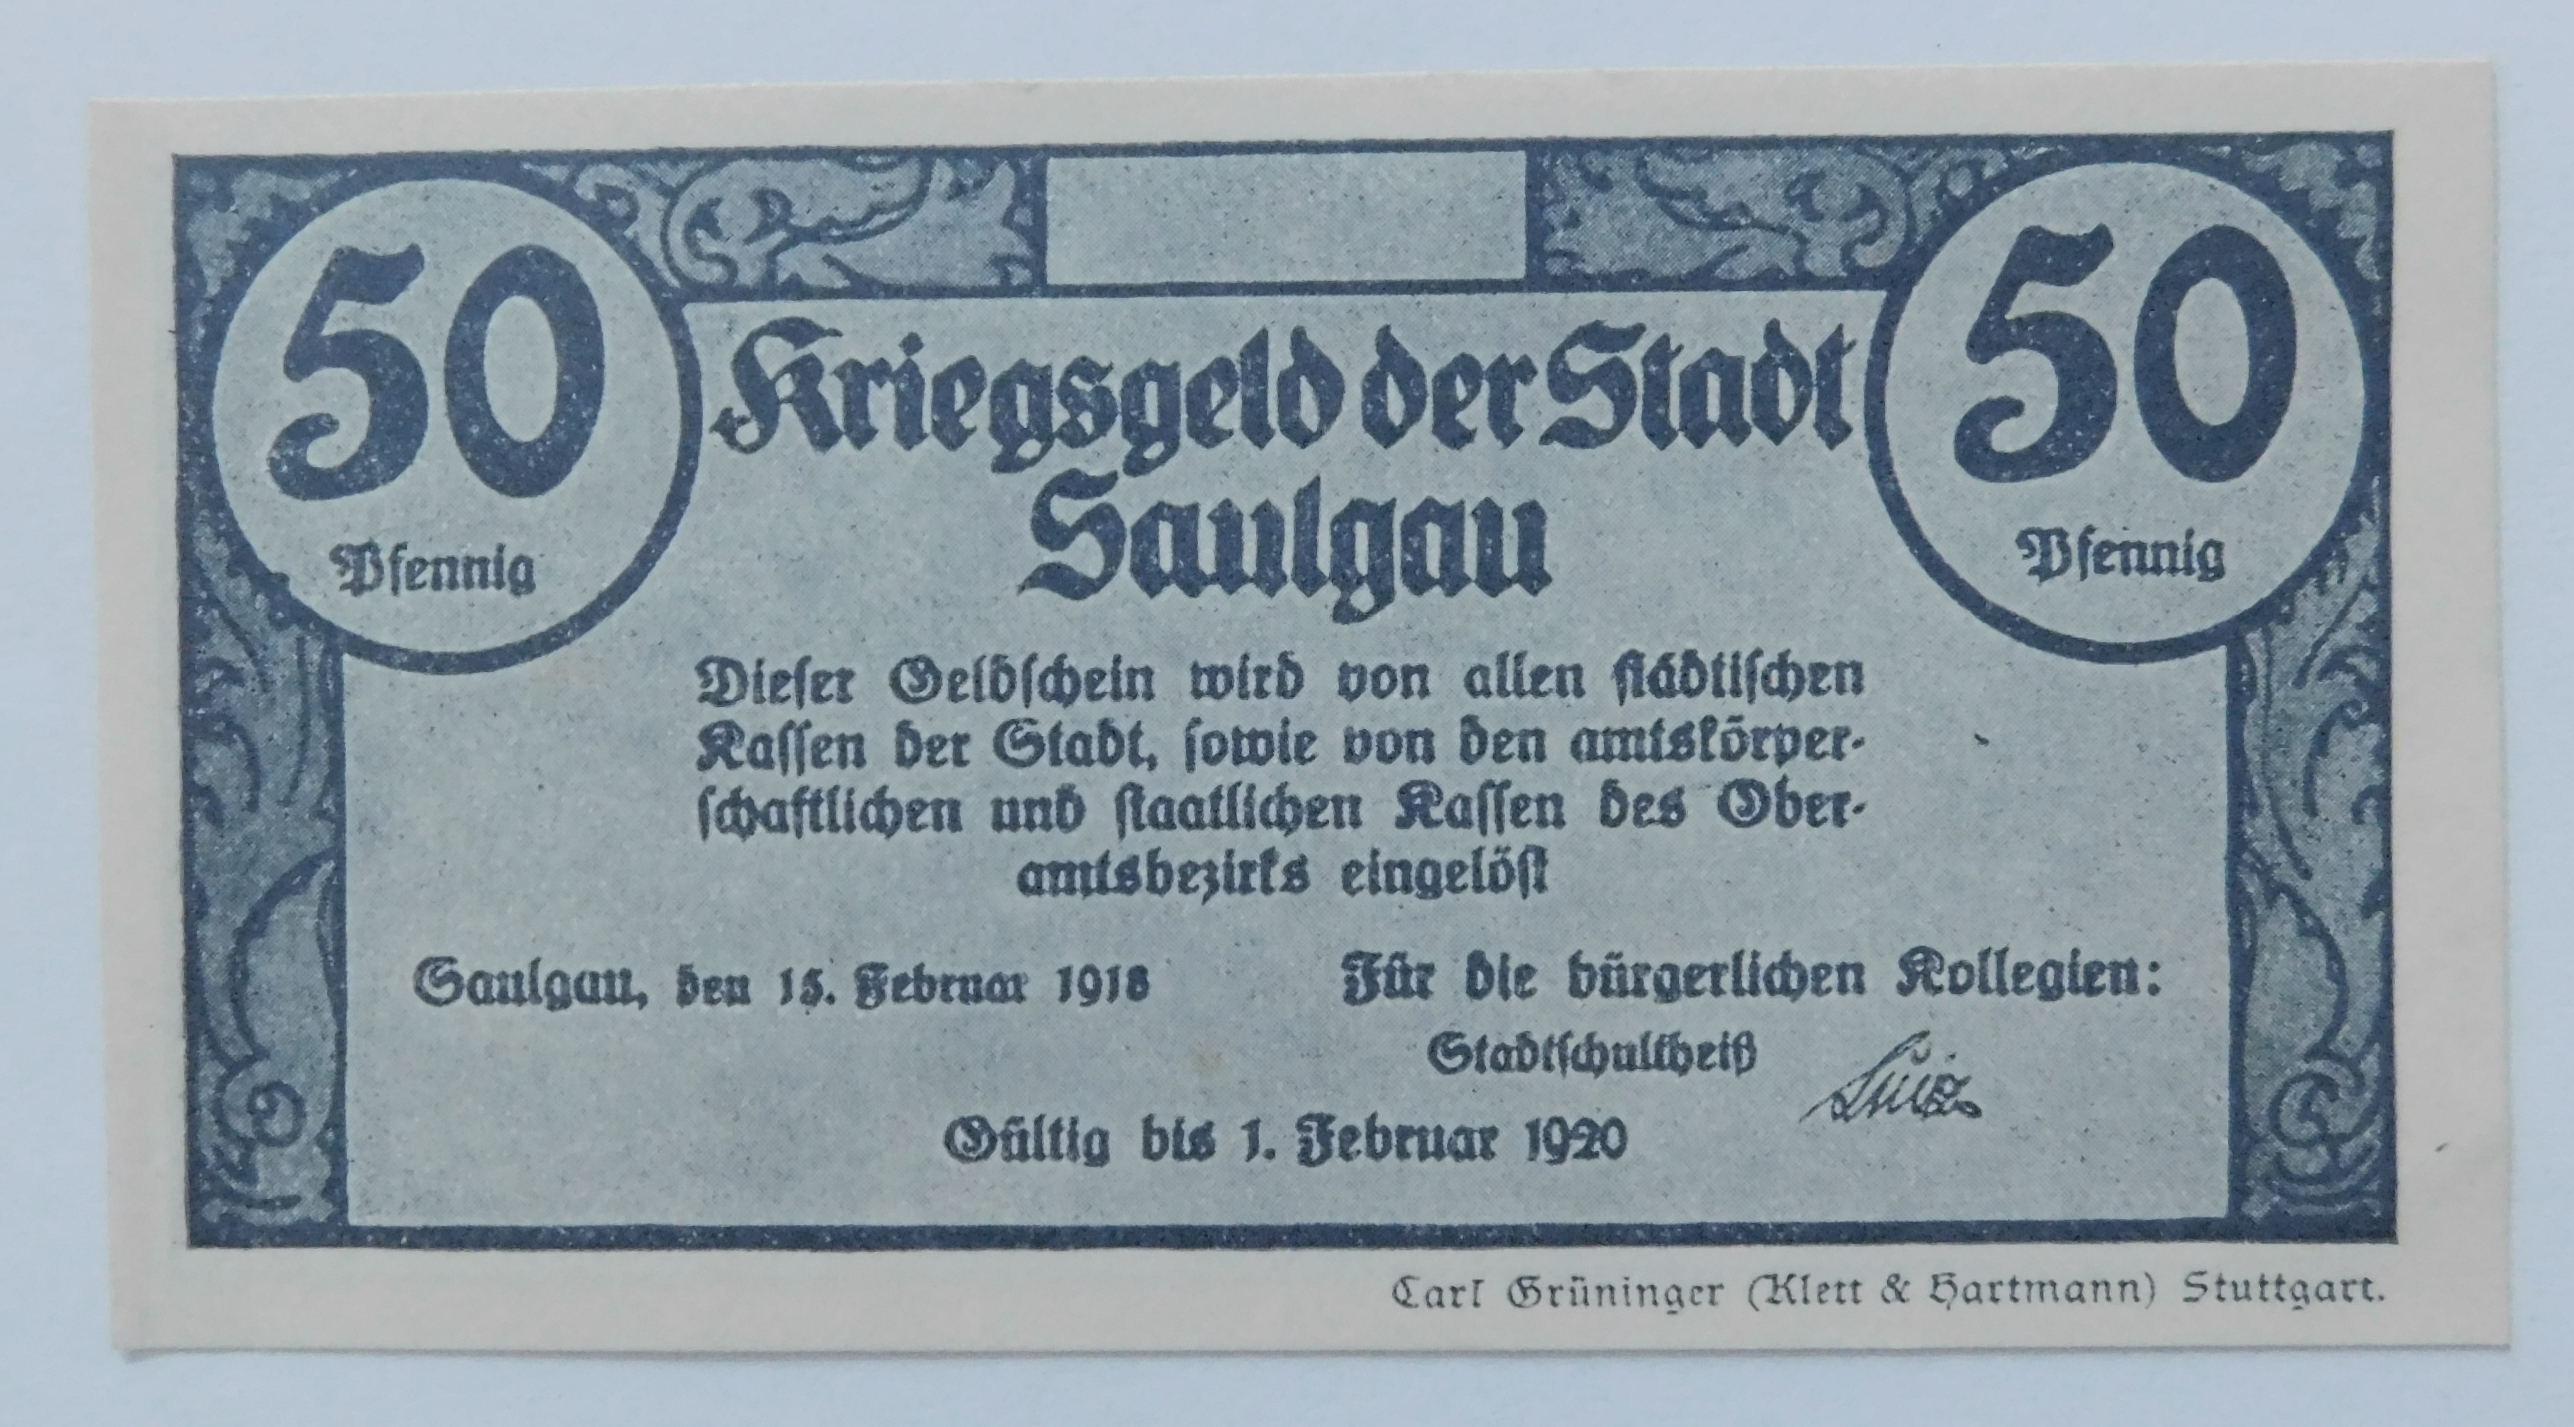 50
Pfennig
50
Pfennig
Kriegsgeld der Stadt
Saulgau
Dieser Geldschein wird von allen städtischen
Kassen der Stadt, sowie von den amtskörper-
schaftlichen und staatlichen Kassen des Ober-
amtsbezirks eingelöst
Saulgau, den 15. Februar 1918
Für die bürgerlichen Kollegien:
Stadtschultheiß
Gültig bis 1. Februar 1920
Carl Grüninger (Klett & Hartmann) Stuttgart.